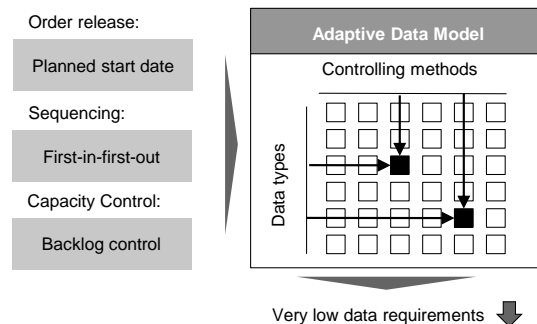 Order release:
Planned start date
Sequencing:
First-in-first-out
Capacity Control:
Backlog control
Adaptive Data Model
Controlling methods
Data types
Very low data requirements